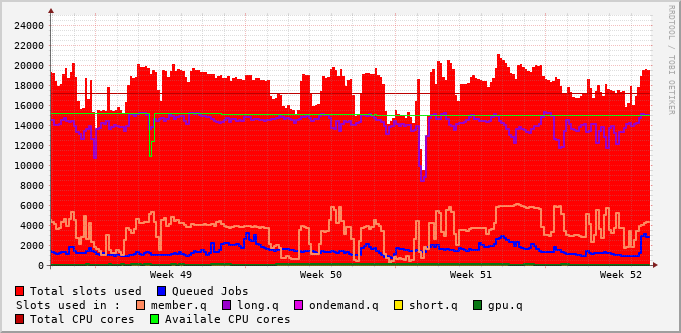 RRDTOOL / TOBI OETIKER
24000
22000
20000
18000
16000
14000
12000
10000
8000
6000
4000
2000
0
Week 49 Week 50 Week 51 Week 52
Total slots used Queued Jobs
Slots used in : member.q long.q ondemand.q short.q gpu.q
Total CPU cores Availale CPU cores